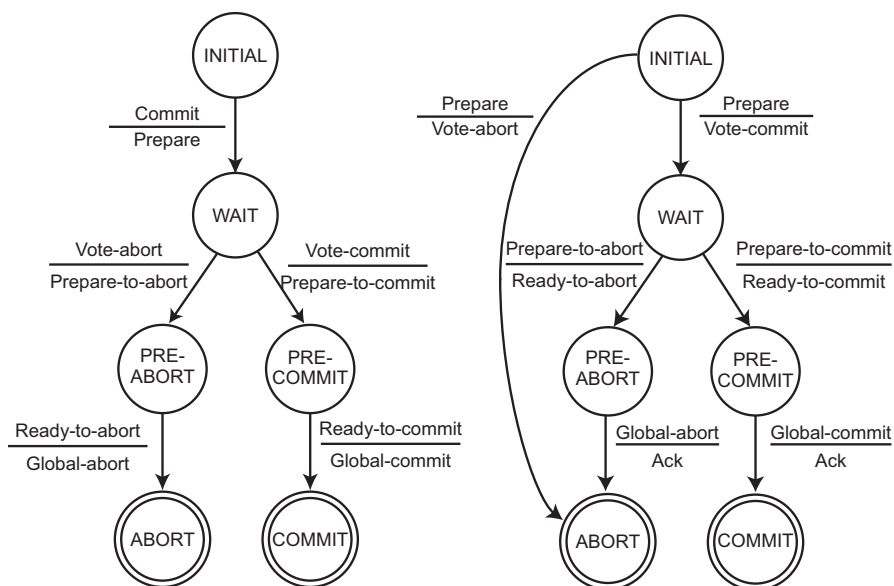 INITIAL
Commit
Prepare
WAIT
Vote-abort
Prepare-to-abort
Vote-commit
Prepare-to-commit
PRE-
ABORT
PRE-
COMMIT
Ready-to-abort
Global-abort
Ready-to-commit
Global-commit
ABORT
COMMIT
INITIAL
Prepare
Vote-abort
Prepare
Vote-commit
WAIT
Prepare-to-abort
Ready-to-abort
Prepare-to-commit
Ready-to-commit
PRE-
ABORT
PRE-
COMMIT
Global-abort
Ack
Global-commit
Ack
ABORT
COMMIT